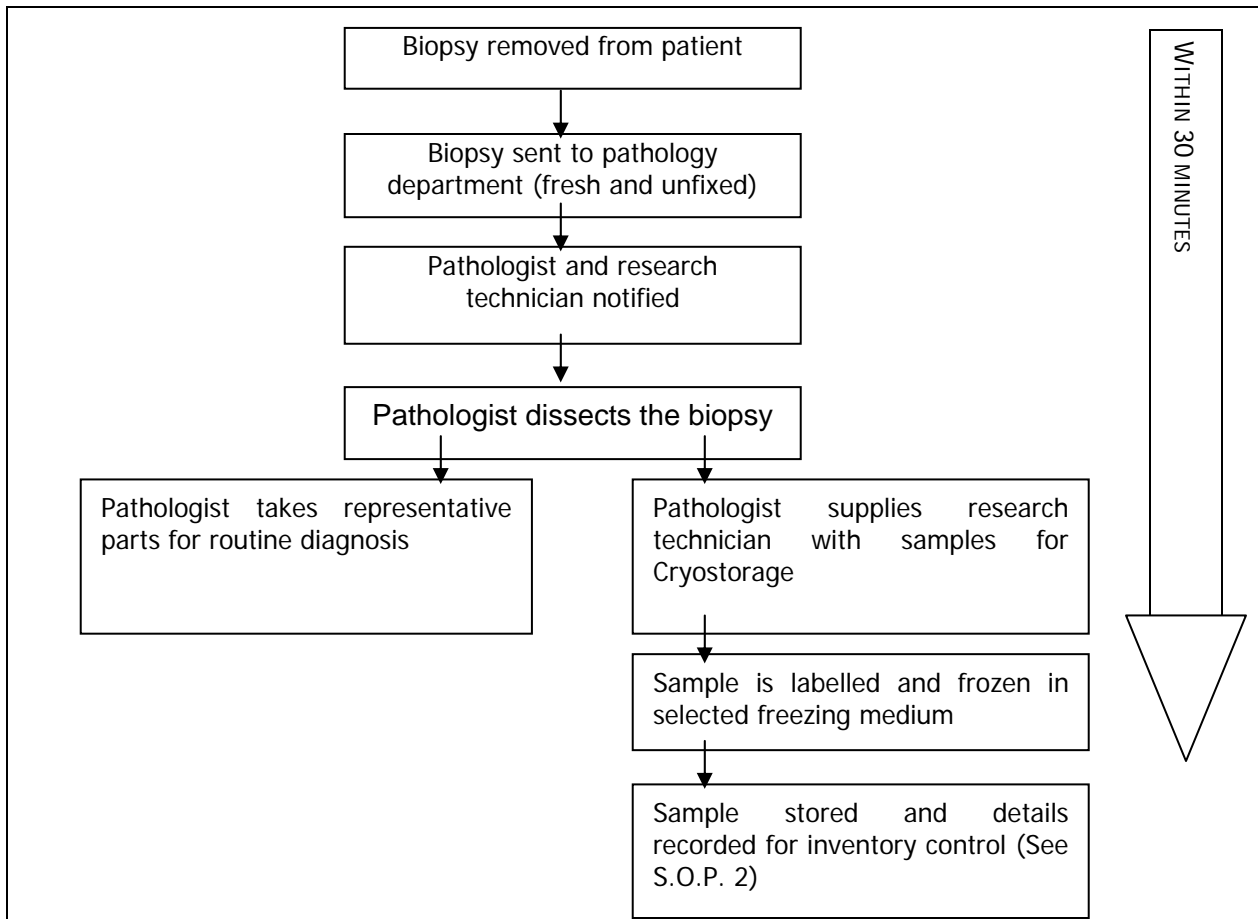 Biopsy removed from patient
WITHIN 30 MINUTES
Biopsy sent to pathology
department (fresh and unfixed)
Pathologist and research
technician notified
Pathologist dissects the biopsy
Pathologist takes representative
parts for routine diagnosis
Pathologist supplies research
technician with samples for
Cryostorage
Sample is labelled and frozen in
selected freezing medium
Sample stored and details
recorded for inventory control (See
S.O.P. 2)